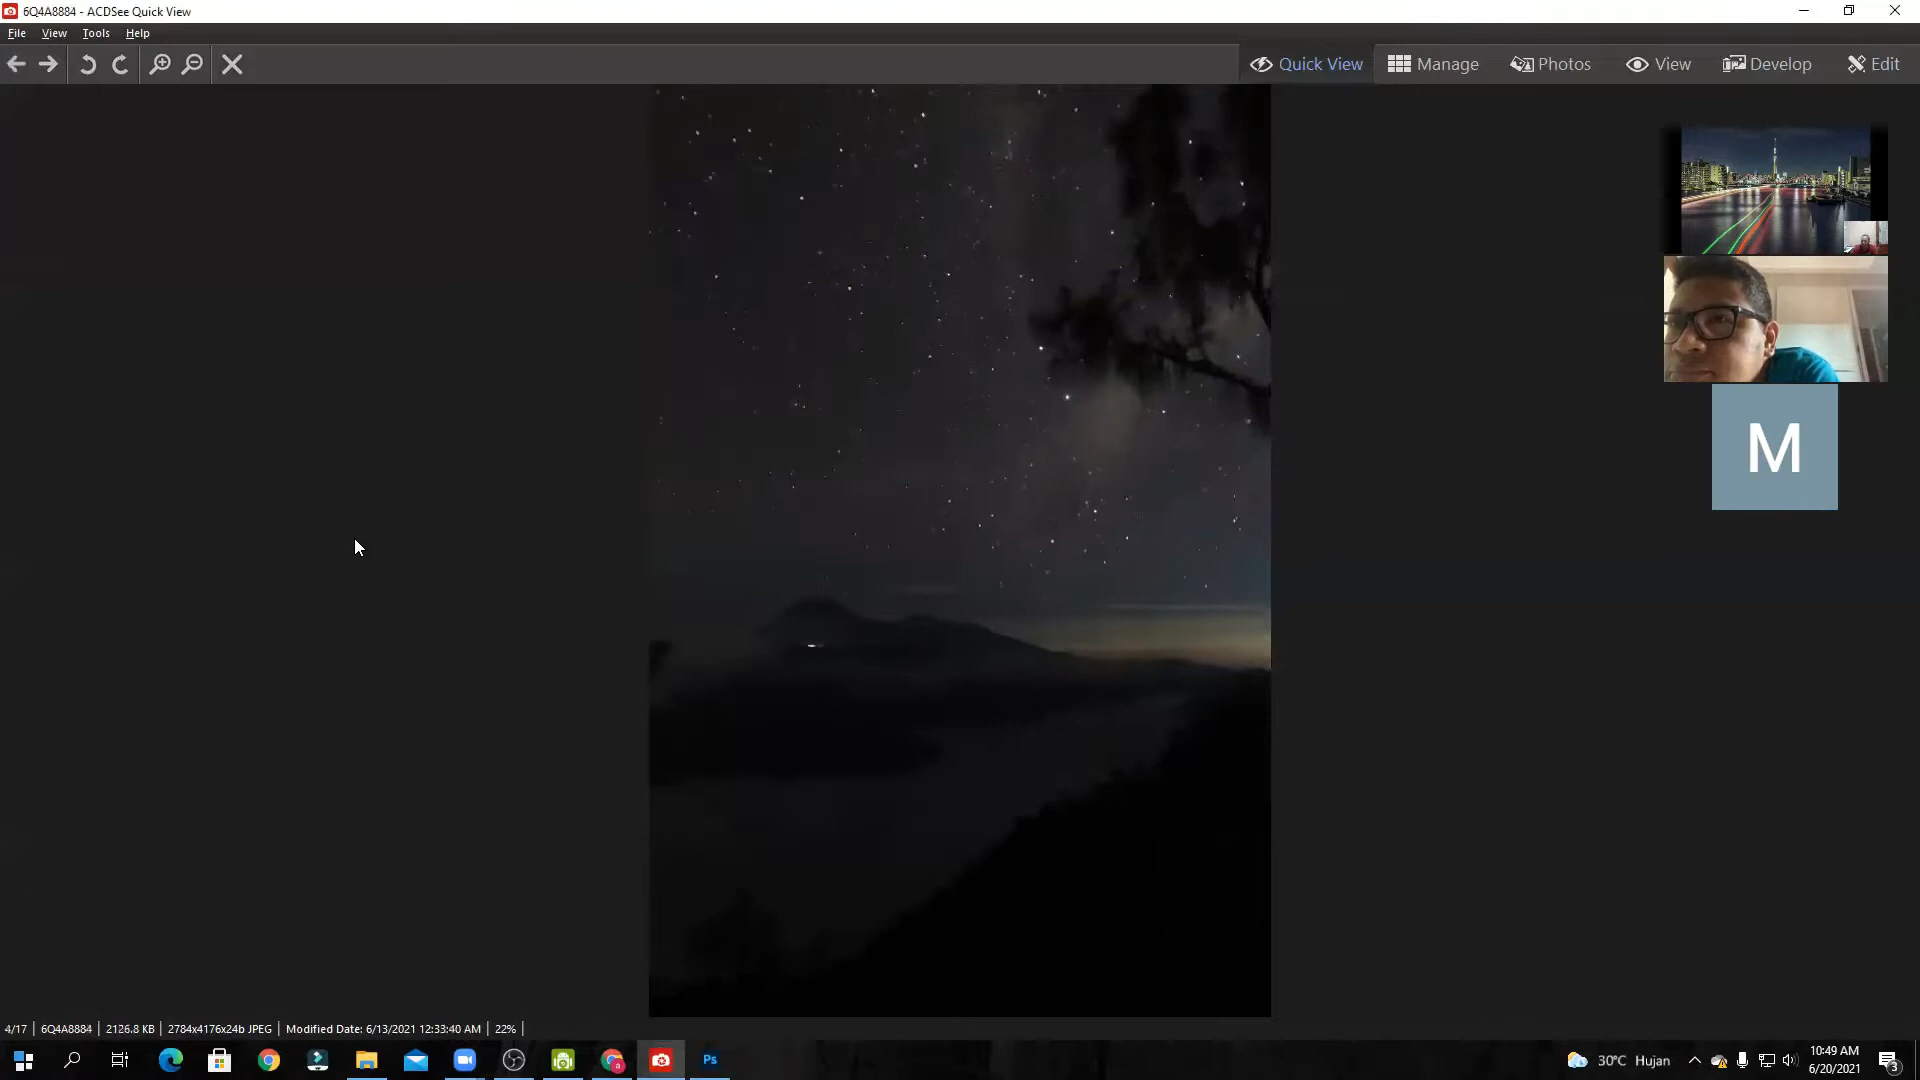 6Q4A8884 - ACDSee Quick View
File View Tools Help
Quick View Manage Photos View Develop Edit
M
4/17 6Q4A8884 2126.8 KB 2784x4176x24b JPEG Modified Date: 6/13/2021 12:33:40 AM 22%
Ps
30°C Hujan
10:49 AM
6/20/2021
3